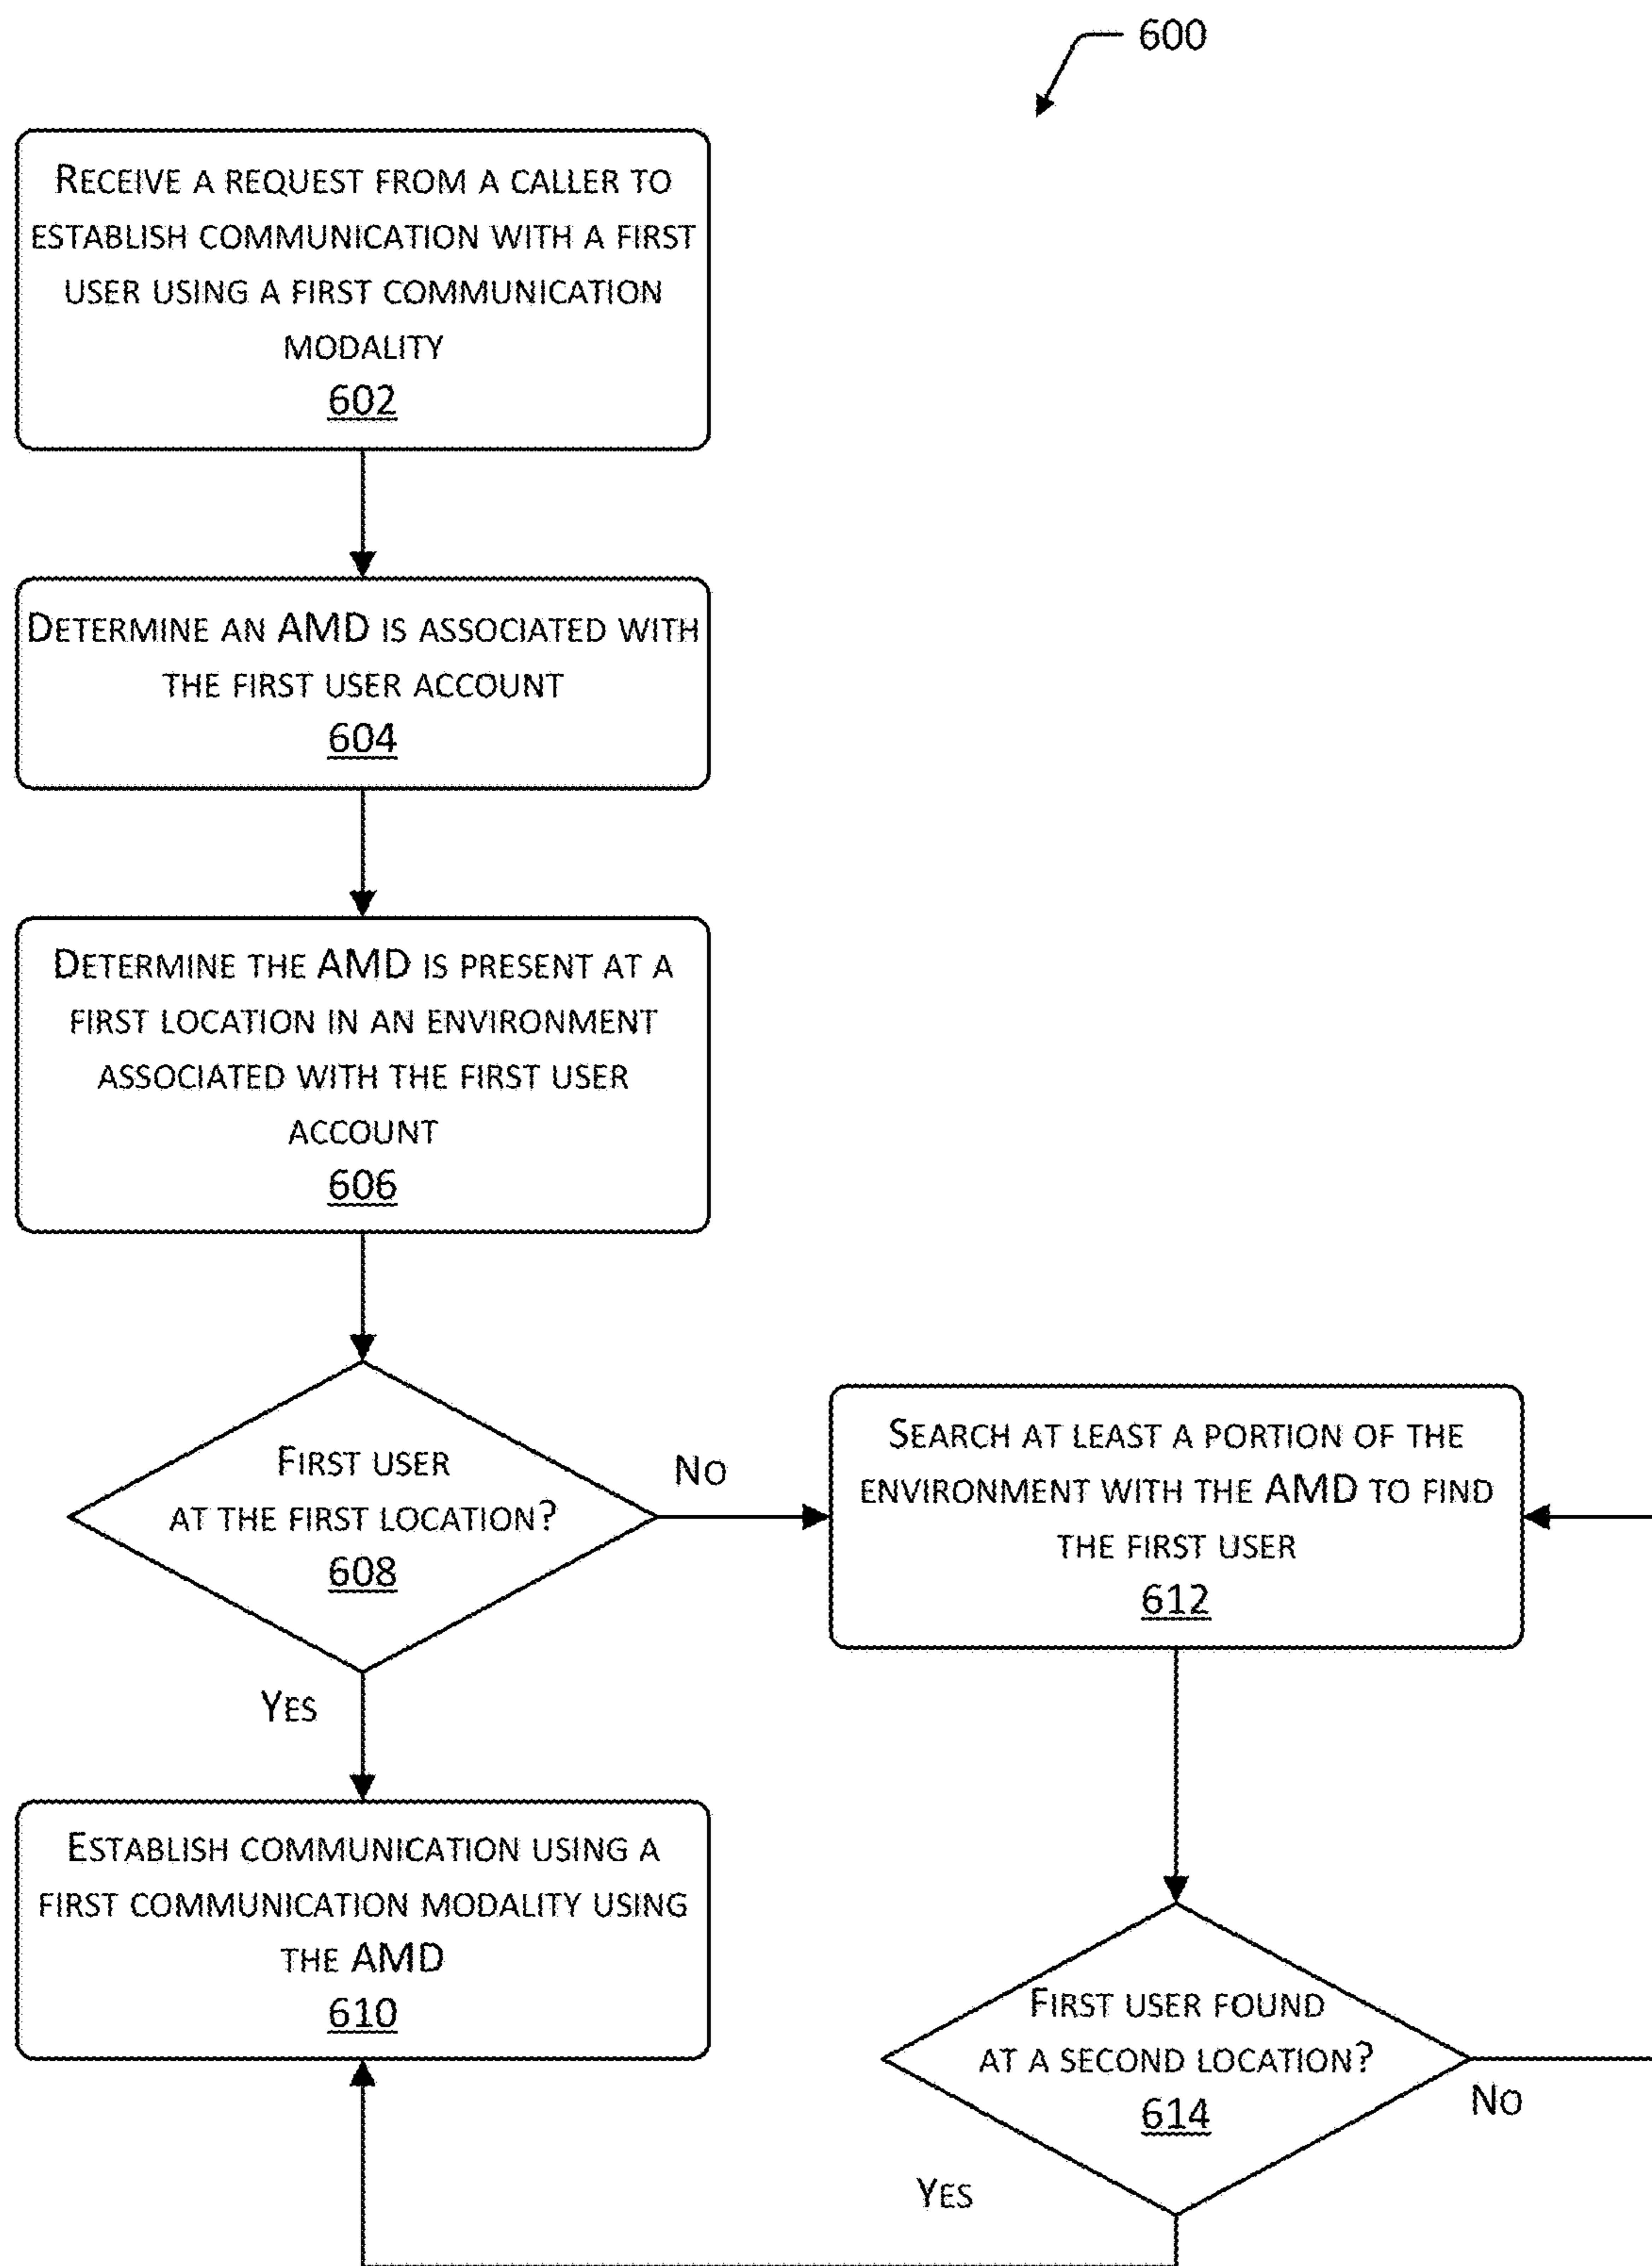 600
RECEIVE A REQUEST FROM A CALLER TO
ESTABLISH COMMUNICATION WITH A FIRST
USER USING A FIRST COMMUNICATION
MODALITY
602
DETERMINE AN AMD IS ASSOCIATED WITH
THE FIRST USER ACCOUNT
604
DETERMINE THE AMD IS PRESENT AT A
FIRST LOCATION IN AN ENVIRONMENT
ASSOCIATED WITH THE FIRST USER
ACCOUNT
606
FIRST USER
AT THE FIRST LOCATION?
608
NO
YES
ESTABLISH COMMUNICATION USING A
FIRST COMMUNICATION MODALITY USING
THE AMD
610
SEARCH AT LEAST A PORTION OF THE
ENVIRONMENT WITH THE AMD TO FIND
THE FIRST USER
612
FIRST USER FOUND
AT A SECOND LOCATION?
614
NO
YES